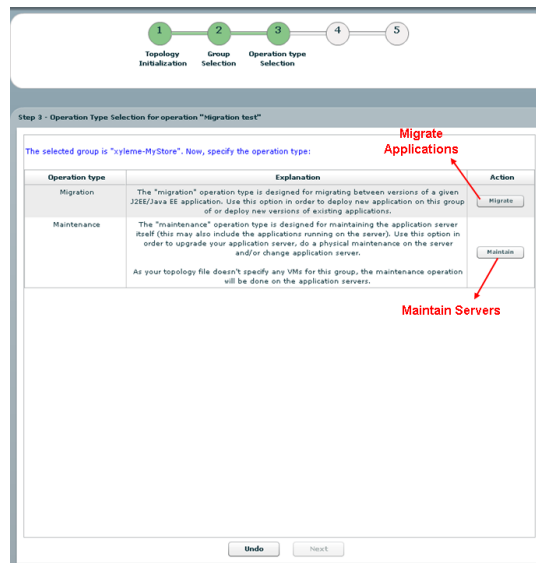 1 2 3 4 5
Topology Group Operation type
Initialization Selection Selection
Step 3 - Operation Type Selection for operation "Migration test"
Migrate
Applications
The selected group is "xyleme-MyStore". Now, specify the operation type:
Operation type Explanation Action
Migration The "migration" operation type is designed for migrating between versions of a given
J2EE/Java EE application. Use this option in order to deploy new application on this group
of or deploy new versions of existing applications.
Migrate
Maintenance The "maintenance" operation type is designed for maintaining the application server
itself (this may also include the applications running on the server). Use this option in
order to upgrade your application server, do a physical maintenance on the server
and/or change application server.
Maintain
As your topology file doesn't specify any VMs for this group, the maintenance operation
will be done on the application servers.
Maintain Servers
Undo Next